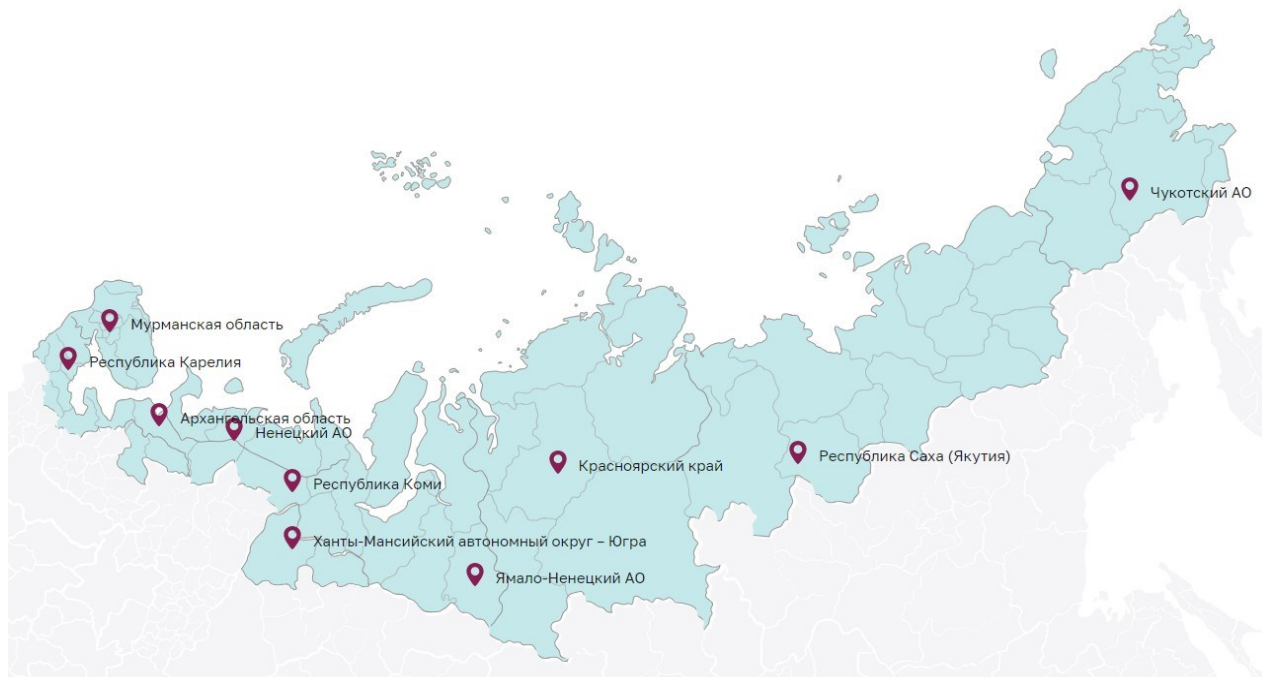 Чукотский АО
Мурманская область
Республика Карелия
Архангельская область
Ненецкий АО
Республика Саха (Якутия)
Красноярский край
Республика Коми
Ханты-Мансийский автономный округ – Югра
Ямало-Ненецкий АО